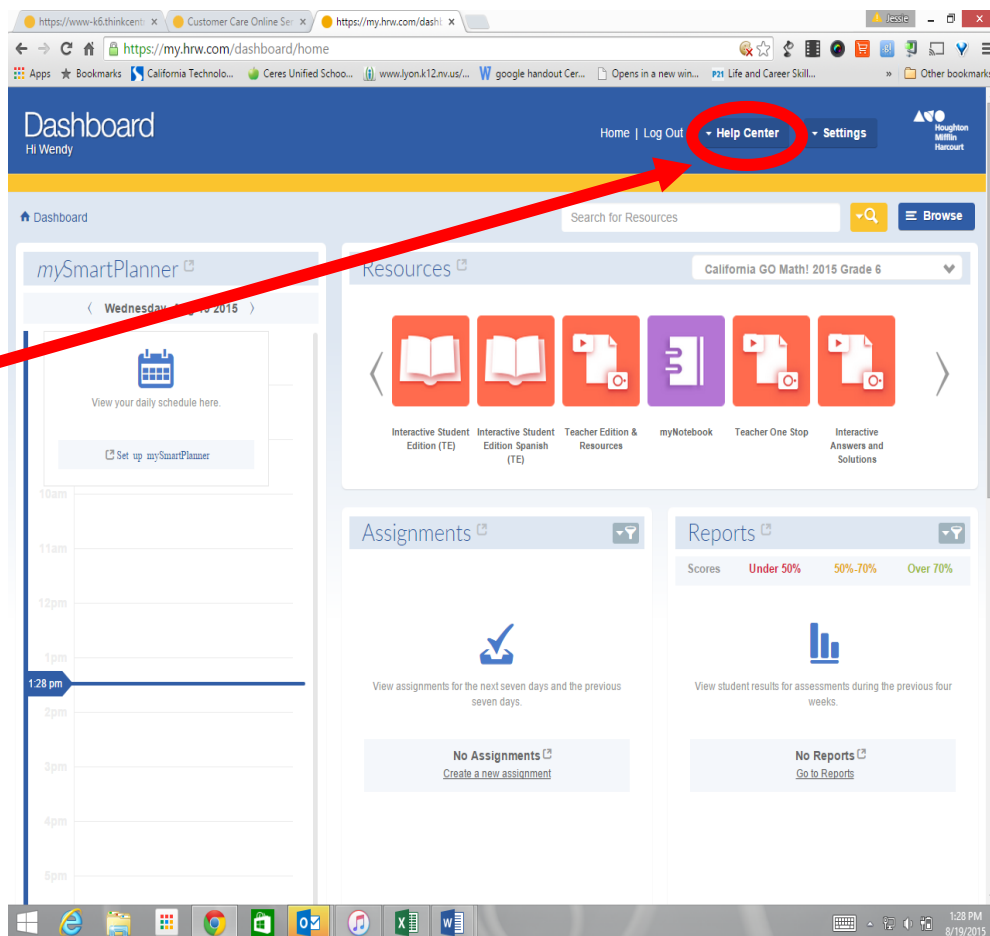 https://www-k6.thinkcentr
Customer Care Online Ser
https://my.hrw.com/dashb
Jessie
https://my.hrw.com/dashboard/home
Apps
Bookmarks
California Technolo...
Ceres Unified Schoo...
www.lyon.k12.nv.us/...
google handout Cer...
Opens in a new win...
P21
Life and Career Skill...
»
Other bookmarks
Dashboard
Hi Wendy
Home | Log Out
Help Center
Settings
Houghton
Mifflin
Harcourt
Dashboard
Search for Resources
Browse
mySmartPlanner
Wednesday 2015
View your daily schedule here.
Set up mySmartPlanner
10am
11am
12pm
1pm
1:28 pm
2pm
3pm
4pm
5pm
Resources
California GO Math! 2015 Grade 6
Interactive Student
Edition (TE)
Interactive Student
Edition Spanish
(TE)
Teacher Edition &
Resources
myNotebook
Teacher One Stop
Interactive
Answers and
Solutions
Assignments
View assignments for the next seven days and the previous
seven days.
No Assignments
Create a new assignment
Reports
Scores
Under 50%
50%-70%
Over 70%
View student results for assessments during the previous four
weeks.
No Reports
Go to Reports
1:28 PM
8/19/2015